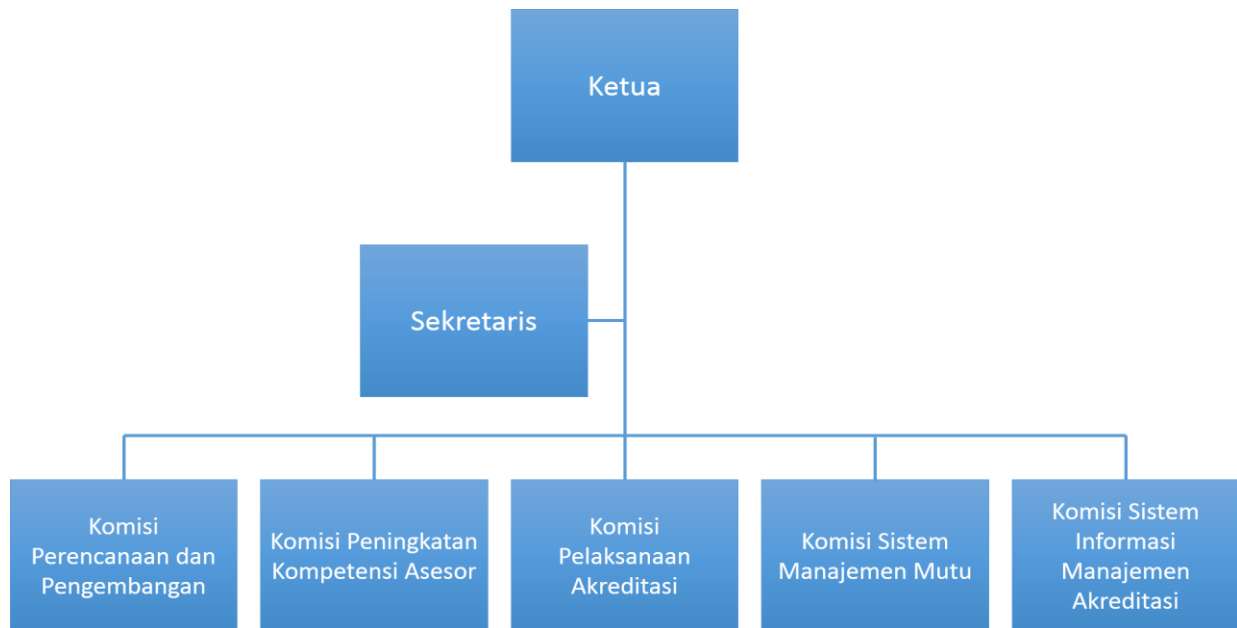 Ketua
Sekretaris
Komisi
Perencanaan dan
Pengembangan
Komisi Peningkatan
Kompetensi Asesor
Komisi
Pelaksanaan
Akreditasi
Komisi Sistem
Manajemen Mutu
Komisi Sistem
Informasi
Manajemen
Akreditasi